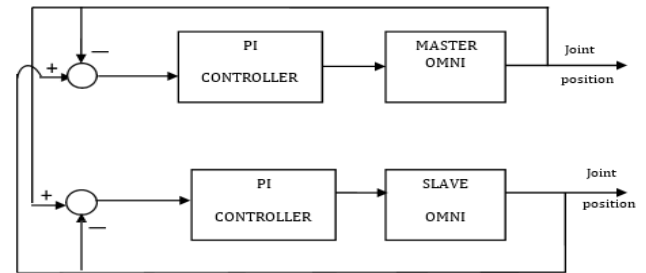 —
+
PI
CONTROLLER
MASTER
OMNI
Joint
position
+
—
PI
CONTROLLER
SLAVE
OMNI
Joint
position